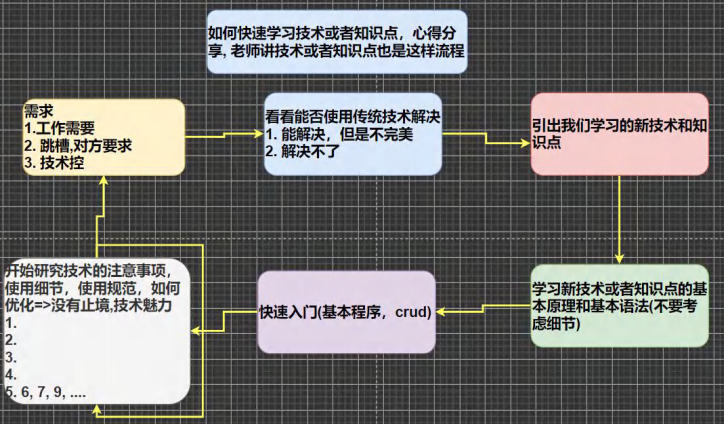 如何快速学习技术或者知识点，心得分
享, 老师讲技术或者知识点也是这样流程
需求
1.工作需要
2. 跳槽,对方要求
3. 技术控
看看能否使用传统技术解决
1. 能解决，但是不完美
2. 解决不了
引出我们学习的新技术和知
识点
学习新技术或者知识点的基
本原理和基本语法(不要考
虑细节)
快速入门(基本程序，crud)
开始研究技术的注意事项，
使用细节，使用规范，如何
优化=>没有止境,技术魅力
1.
2.
3.
4.
5. 6, 7, 9, ....